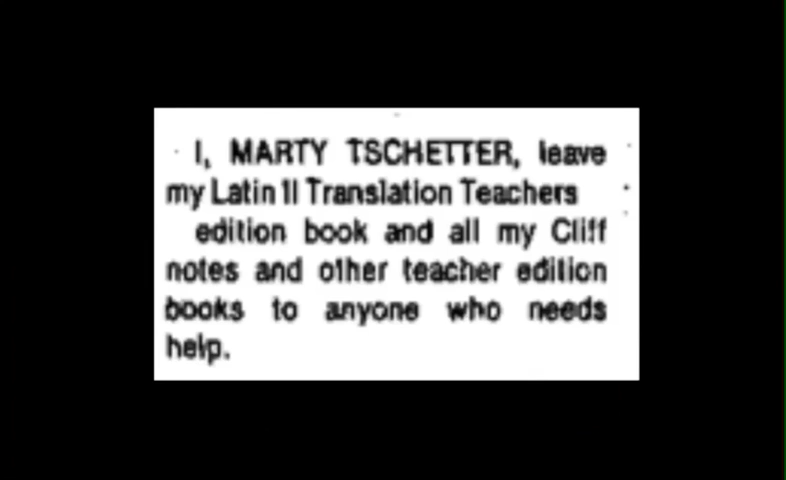 I, MARTY TSCHETTER, leave
my Latin II Translation Teachers
edition book and all my Cliff
notes and other teacher edition
books to anyone who needs
help.